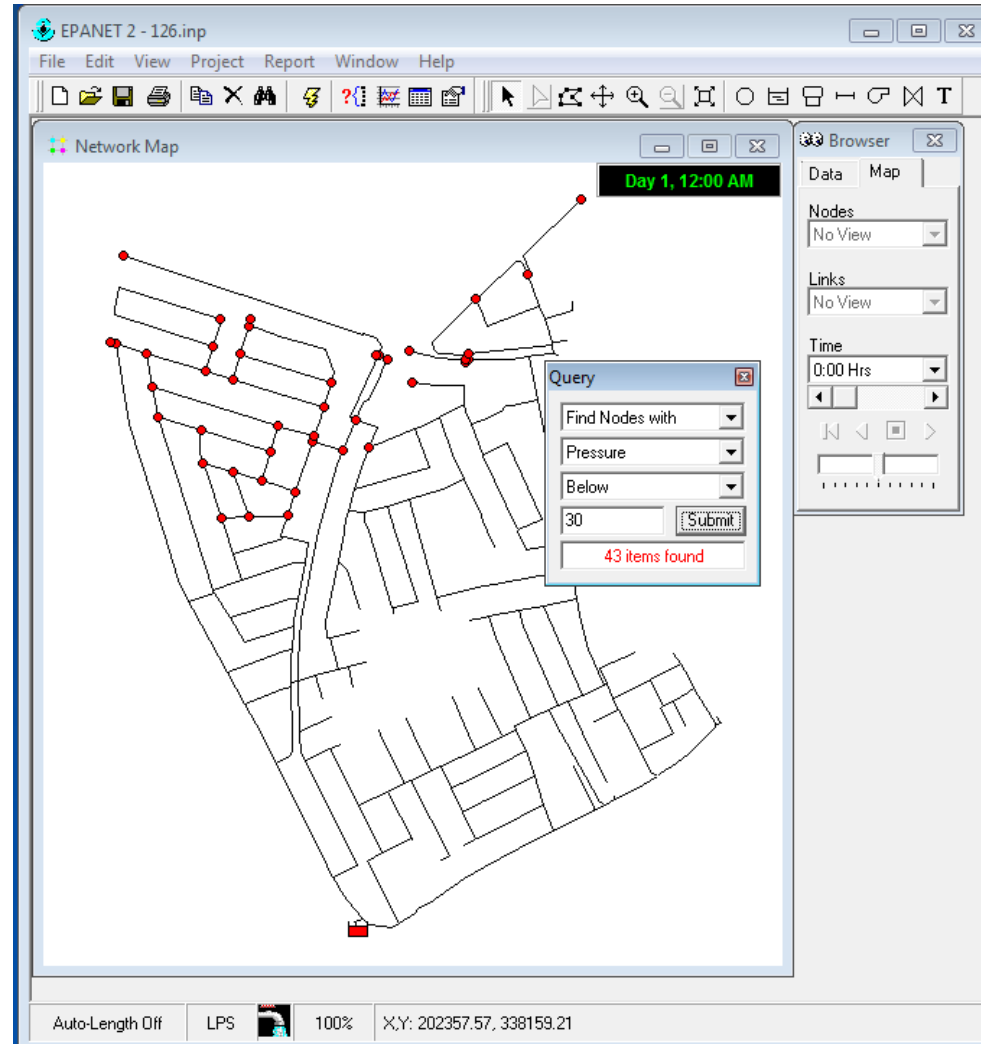 EPANET 2 - 126.inp
File Edit View Project Report Window Help
T
Network Map
Day 1, 12:00 AM
Browser
Data Map
Nodes
No View
Links
No View
Time
0:00 Hrs
Query
Find Nodes with
Pressure
Below
30 Submit
43 items found
Auto-Length Off LPS 100% X,Y: 202357.57, 338159.21